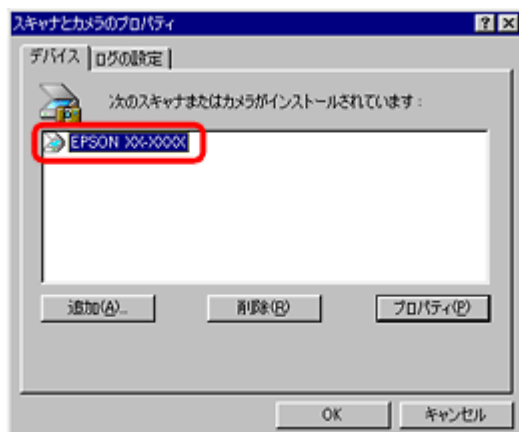 スキャナとカメラのプロパティ
デバイス ログの設定
次のスキャナまたはカメラがインストールされています：
EPSON XX-XXXX
追加(A)... 削除(R) プロパティ(P)
OK キャンセル